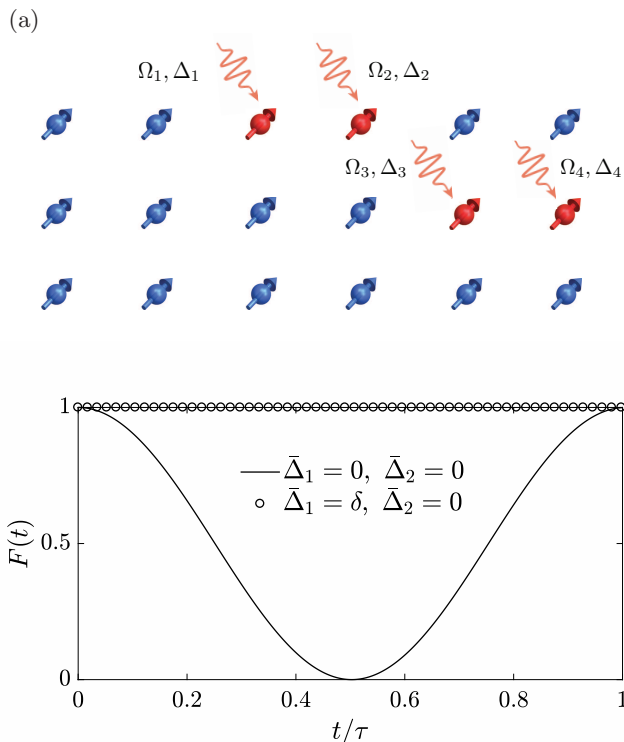 (a)
Ω₁, Δ₁
Ω₂, Δ₂
Ω₃, Δ₃
Ω₄, Δ₄
1
Δ̄₁ = 0, Δ̄₂ = 0
Δ̄₁ = δ, Δ̄₂ = 0
0.5
F(t)
0
0 0.2 0.4 0.6 0.8 1
t/τ